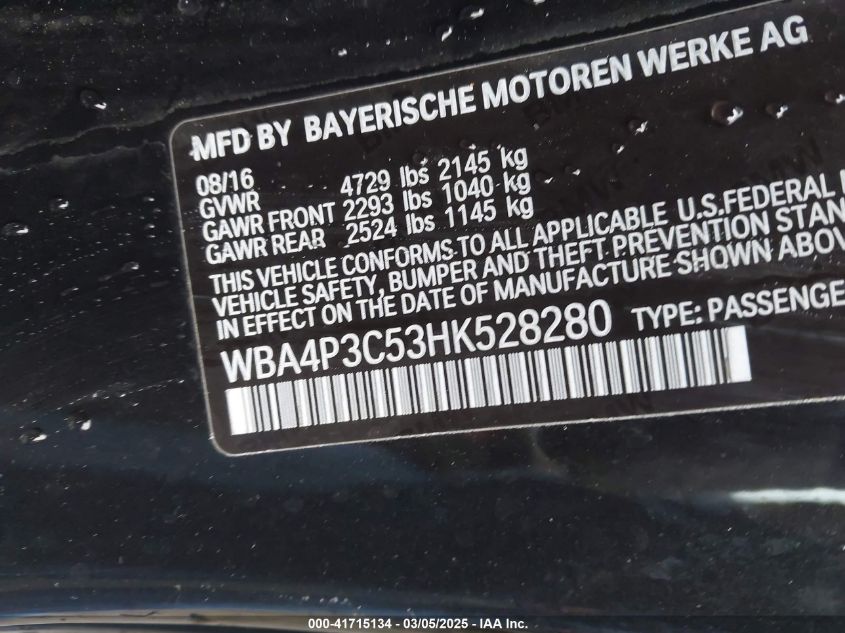 MFD BY BAYERISCHE MOTOREN WERKE AG
08/16
GVWR 4729 lbs 2145 kg
GAWR FRONT 2293 lbs 1040 kg
GAWR REAR 2524 lbs 1145 kg
THIS VEHICLE CONFORMS TO ALL APPLICABLE U.S.FEDERAL
VEHICLE SAFETY, BUMPER AND THEFT PREVENTION STAN
IN EFFECT ON THE DATE OF MANUFACTURE SHOWN ABOV
WBA4P3C53HK528280 TYPE: PASSENGE
000-41715134 - 03/05/2025 - IAA Inc.